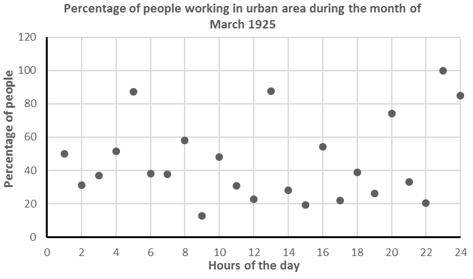 Percentage of people working in urban area during the month of
March 1925
120
100
80
60
40
20
0
Percentage of people
0 2 4 6 8 10 12 14 16 18 20 22 24
Hours of the day